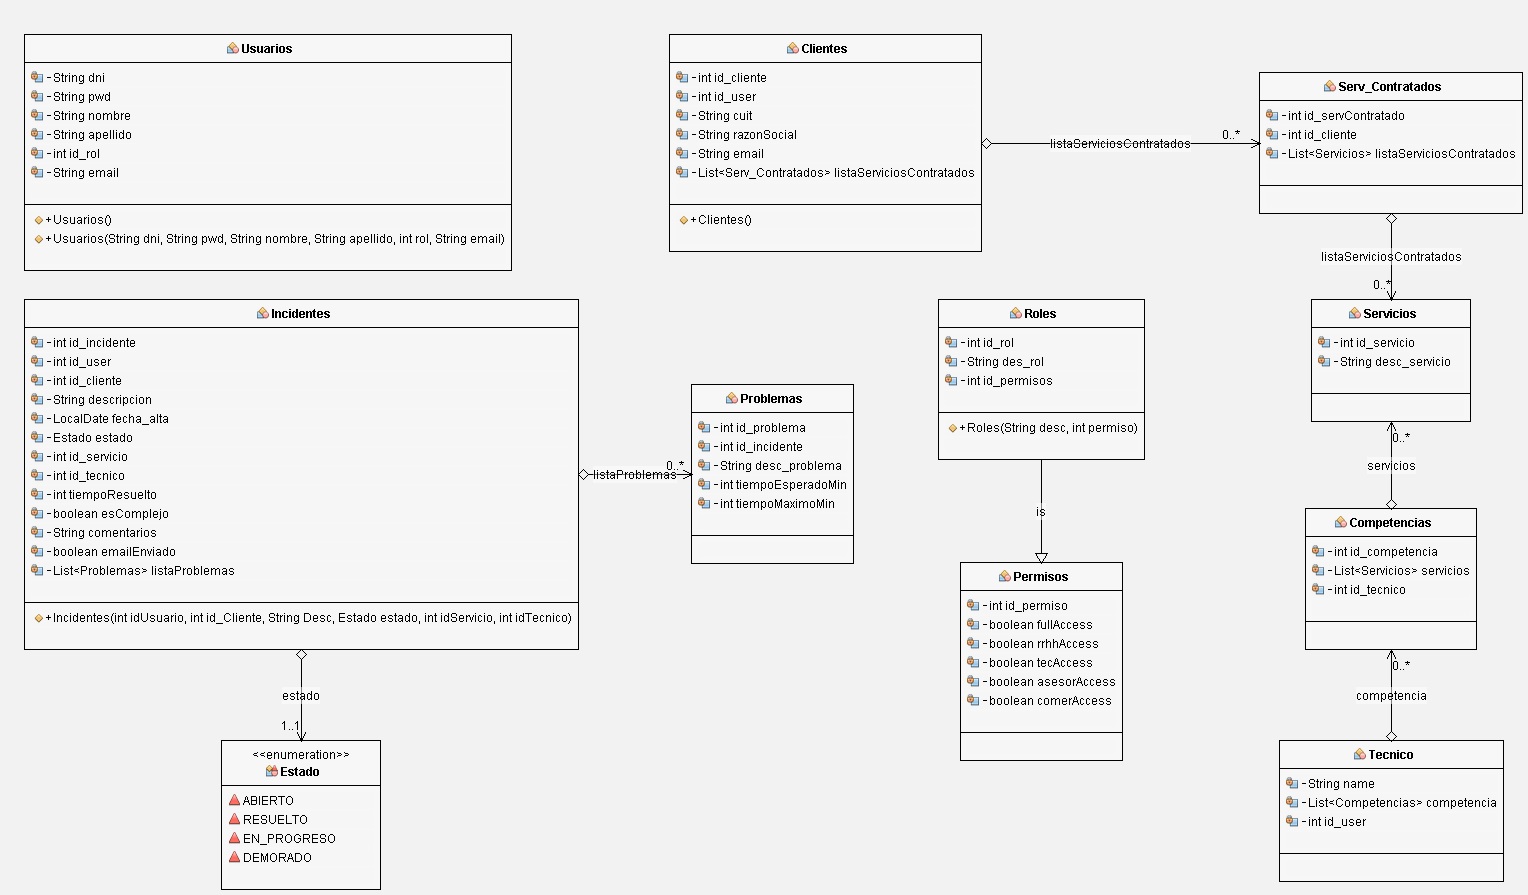 Usuarios
-String dni
-String pwd
-String nombre
-String apellido
-int id_rol
-String email
+Usuarios()
+Usuarios(String dni, String pwd, String nombre, String apellido, int rol, String email)
Clientes
-int id_cliente
-int id_user
-String cuit
-String razonSocial
-String email
-List<Serv_Contratados> listaServiciosContratados
+Clientes()
listaServiciosContratados
0..*
Serv_Contratados
-int id_servContratado
-int id_cliente
-List<Servicios> listaServiciosContratados
listaServiciosContratados
0..*
Incidentes
-int id_incidente
-int id_user
-int id_cliente
-String descripcion
-LocalDate fecha_alta
-Estado estado
-int id_servicio
-int id_tecnico
-int tiempoResuelto
-boolean esComplejo
-String comentarios
-boolean emailEnviado
-List<Problemas> listaProblemas
+Incidentes(int idUsuario, int id_Cliente, String Desc, Estado estado, int idServicio, int idTecnico)
listaProblemas
0..*
Problemas
-int id_problema
-int id_incidente
-String desc_problema
-int tiempoEsperadoMin
-int tiempoMaximoMin
Roles
-int id_rol
-String des_rol
-int id_permisos
+Roles(String desc, int permiso)
is
Permisos
-int id_permiso
-boolean fullAccess
-boolean rrhhAccess
-boolean tecAccess
-boolean asesorAccess
-boolean comerAccess
Servicios
-int id_servicio
-String desc_servicio
0..*
servicios
Competencias
-int id_competencia
-List<Servicios> servicios
-int id_tecnico
0..*
competencia
Tecnico
-String name
-List<Competencias> competencia
-int id_user
estado
1..1
<<enumeration>>
Estado
ABIERTO
RESUELTO
EN_PROGRESO
DEMORADO